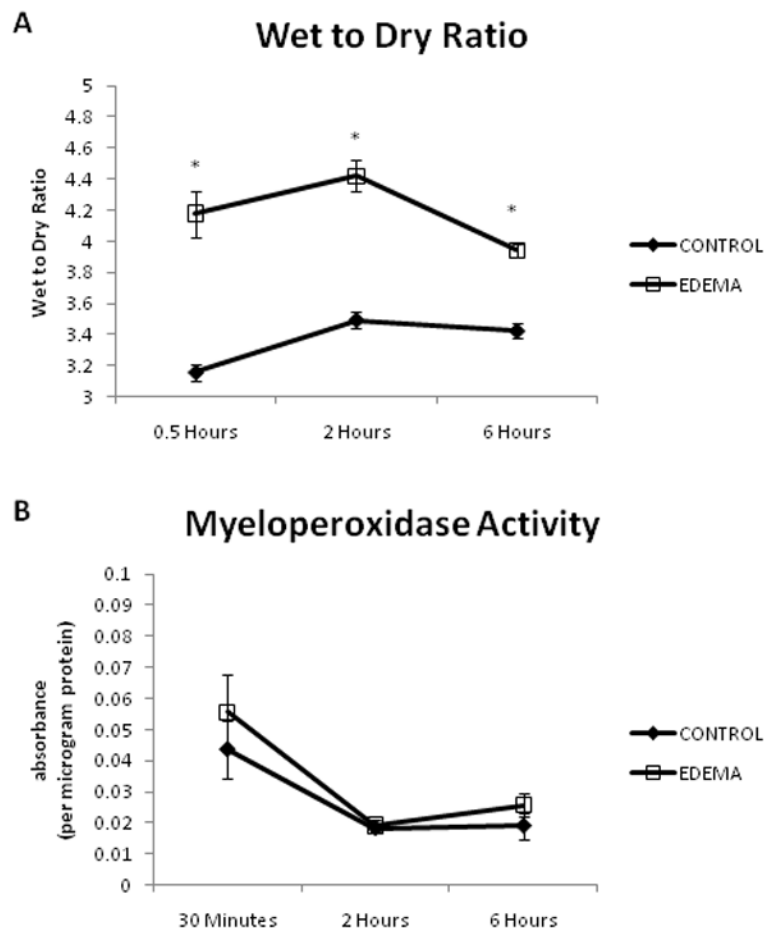 A
Wet to Dry Ratio
5
4.8
4.6
4.4
4.2
4
3.8
3.6
3.4
3.2
3
Wet to Dry Ratio
*
*
*
0.5 Hours
2 Hours
6 Hours
CONTROL
EDEMA
B
Myeloperoxidase Activity
0.1
0.09
0.08
0.07
0.06
0.05
0.04
0.03
0.02
0.01
0
absorbance
(per microgram protein)
30 Minutes
2 Hours
6 Hours
CONTROL
EDEMA